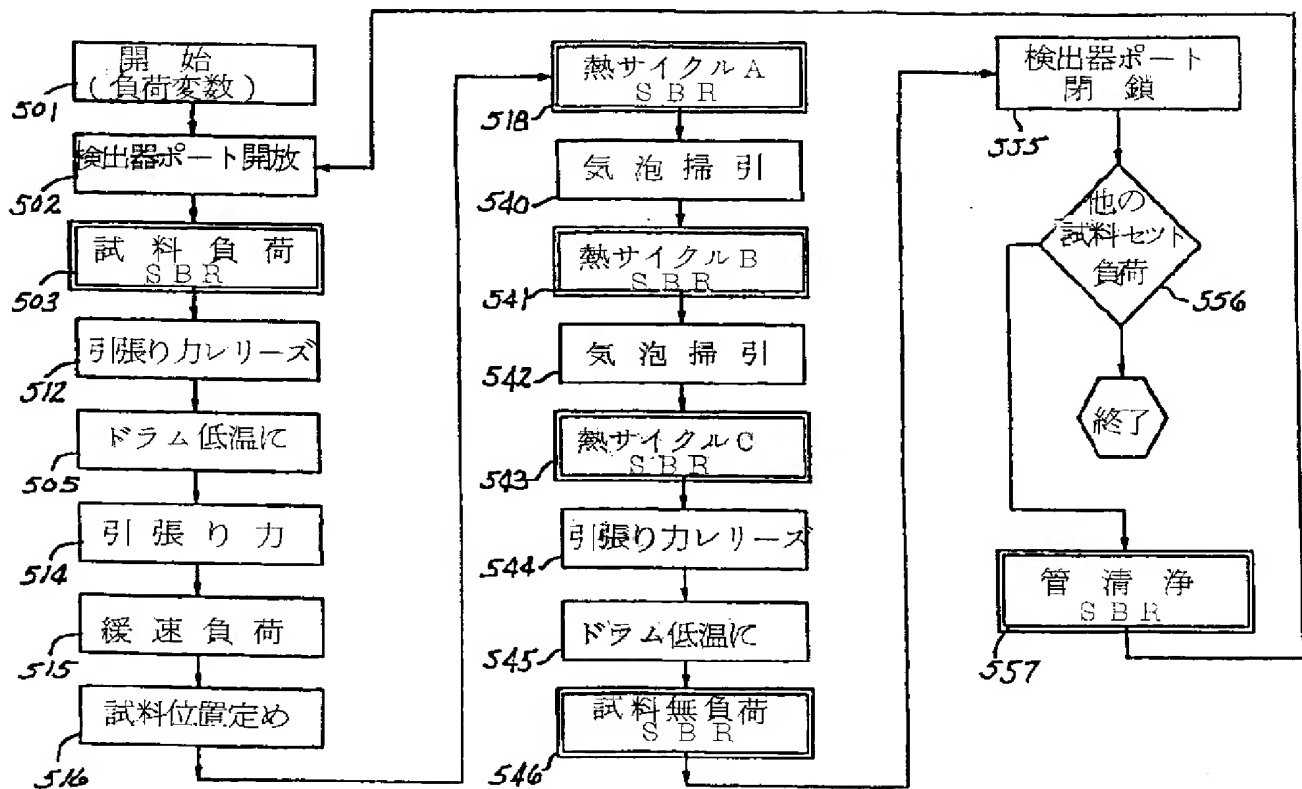 開始
(負荷変数)
501
検出器ポート開放
502
試料負荷
SBR
503
引張り力レリーズ
512
ドラム低温に
505
引張り力
514
緩速負荷
515
試料位置定め
516
熱サイクルA
SBR
518
気泡掃引
540
熱サイクルB
SBR
541
気泡掃引
542
熱サイクルC
SBR
543
引張り力レリーズ
544
ドラム低温に
545
試料無負荷
SBR
546
検出器ポート
閉鎖
555
他の
試料セット
負荷
556
終了
管清浄
SBR
557